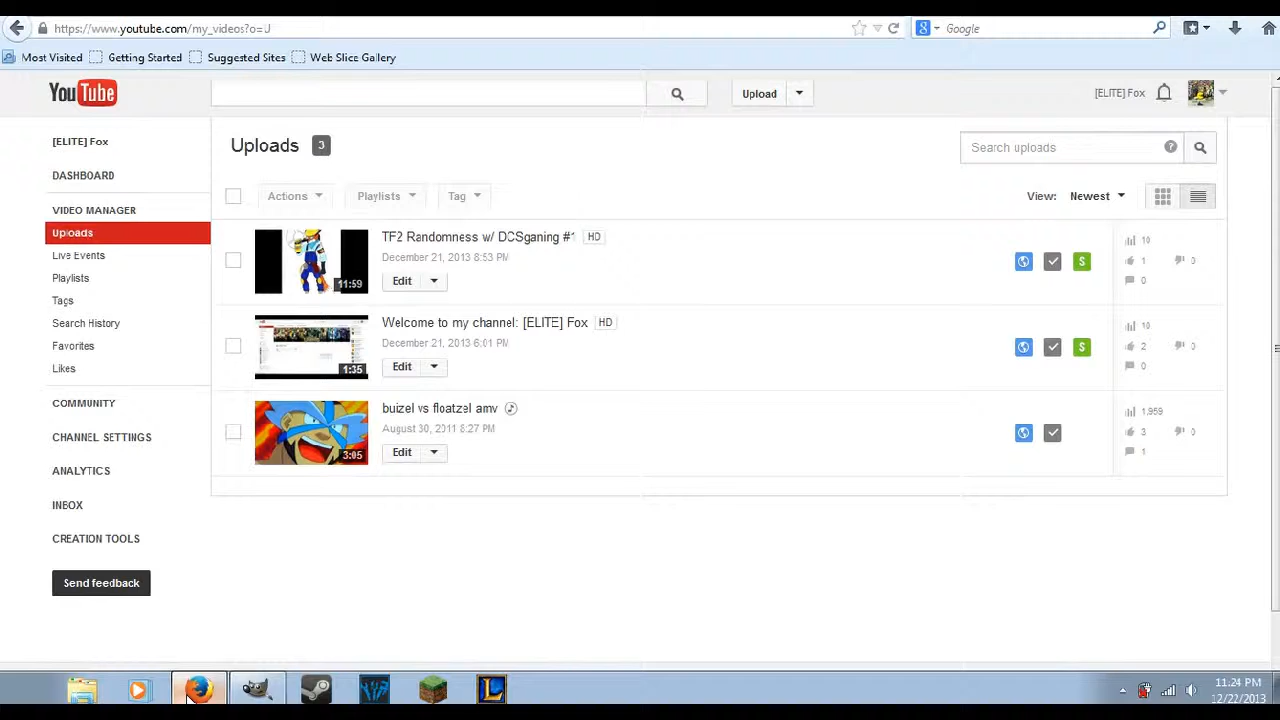 https://www.youtube.com/my_videos?o=U
Google
Most Visited Getting Started Suggested Sites Web Slice Gallery
YouTube
Upload
[ELITE] Fox
[ELITE] Fox
DASHBOARD
VIDEO MANAGER
Uploads
Live Events
Playlists
Tags
Search History
Favorites
Likes
COMMUNITY
CHANNEL SETTINGS
ANALYTICS
INBOX
CREATION TOOLS
Send feedback
Uploads 3
Search uploads ?
Actions Playlists Tag
View: Newest
TF2 Randomness w/ DCSganing #1 HD
December 21, 2013 8:53 PM
Edit
11:59
$
10
1 0
0
Welcome to my channel: [ELITE] Fox HD
December 21, 2013 6:01 PM
Edit
1:35
$
10
2 0
0
buizel vs floatzel amv
August 30, 2011 8:27 PM
Edit
3:05
1,959
3 0
1
11:24 PM
12/22/2013